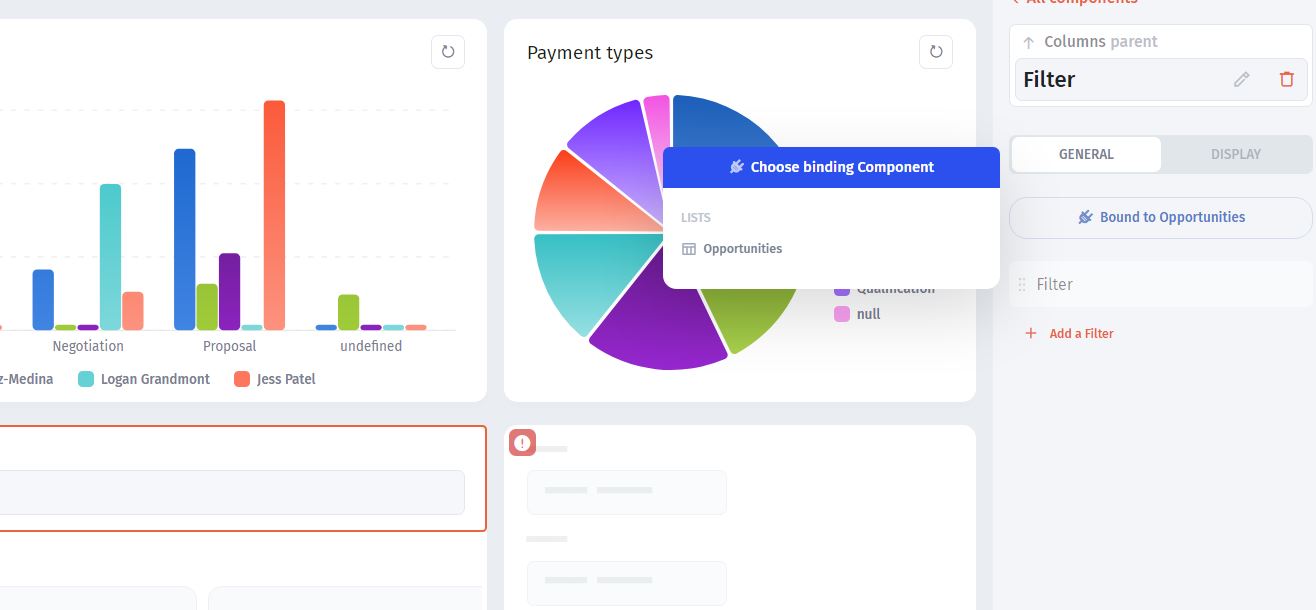 All components
Columns parent
Filter
GENERAL
DISPLAY
Bound to Opportunities
Filter
Add a Filter
Payment types
Choose binding Component
LISTS
Opportunities
Qualification
null
Negotiation
Proposal
undefined
z-Medina
Logan Grandmont
Jess Patel